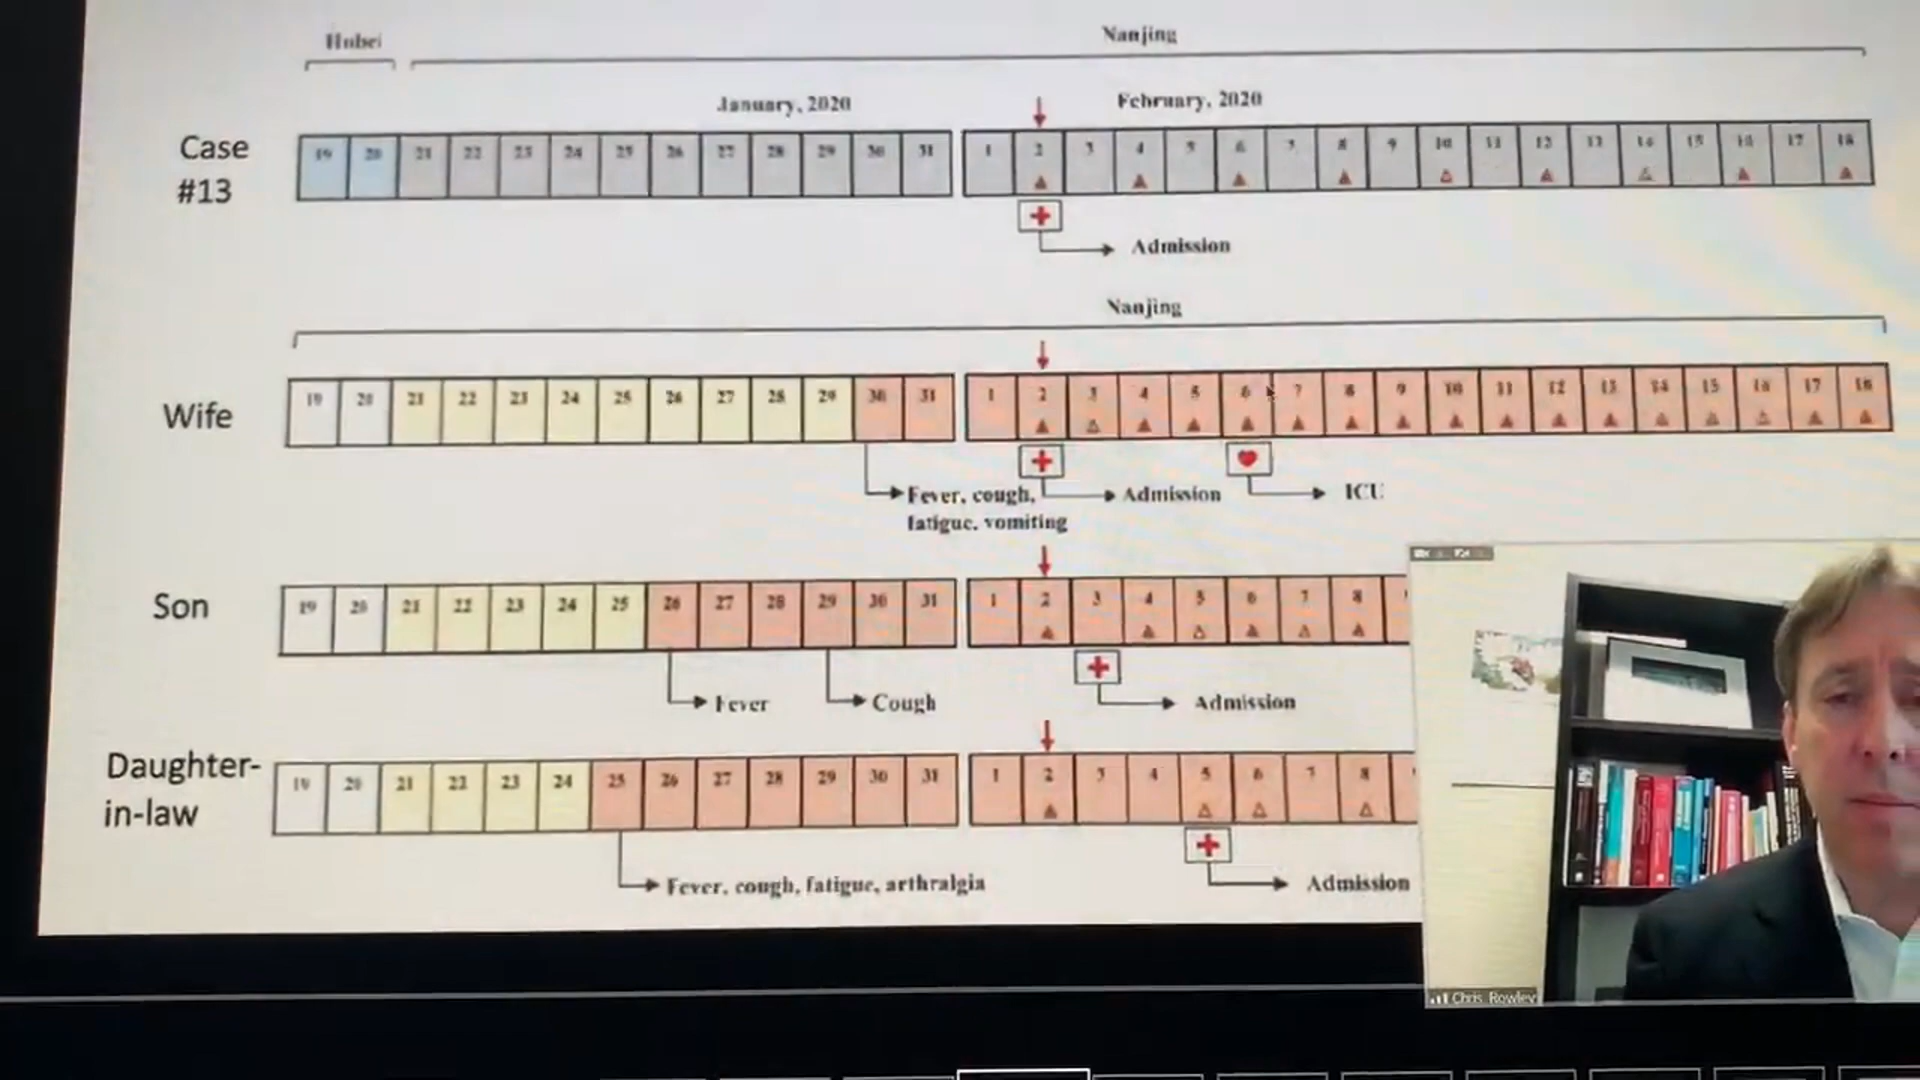 Hubei
Nanjing
January, 2020
February, 2020
Case
#13
19 20 21 22 23 24 25 26 27 28 29 30 31 1 2 3 4 5 6 7 8 9 10 11 12 13 14 15 16 17 18
Admission
Nanjing
Wife
19 20 21 22 23 24 25 26 27 28 29 30 31 1 2 3 4 5 6 7 8 9 10 11 12 13 14 15 16 17 18
Fever, cough,
fatigue, vomiting
Admission
ICU
Son
19 20 21 22 23 24 25 26 27 28 29 30 31 1 2 3 4 5 6 7 8
Fever
Cough
Admission
Daughter-
in-law
19 20 21 22 23 24 25 26 27 28 29 30 31 1 2 3 4 5 6 7 8
Fever, cough, fatigue, arthralgia
Admission
Chris Rowley